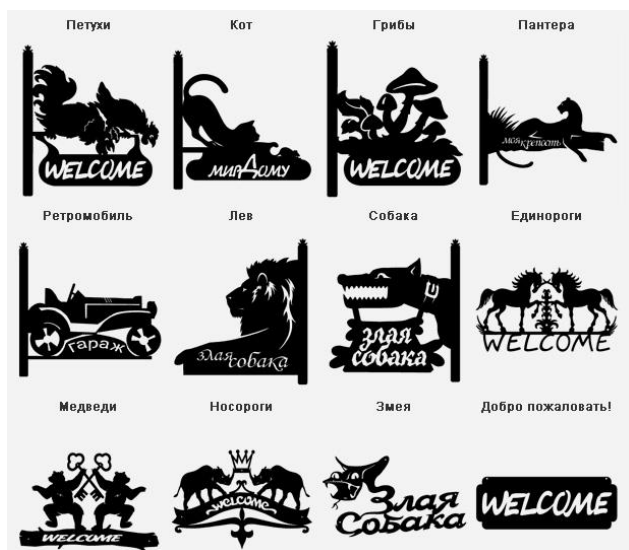 Петухи Кот Грибы Пантера
WELCOME мирДому WELCOME моя крепость
Ретромобиль Лев Собака Единороги
гараж злая собака злая собака WELCOME
Медведи Носороги Змея Добро пожаловать!
WELCOME WELCOME Злая Собака WELCOME